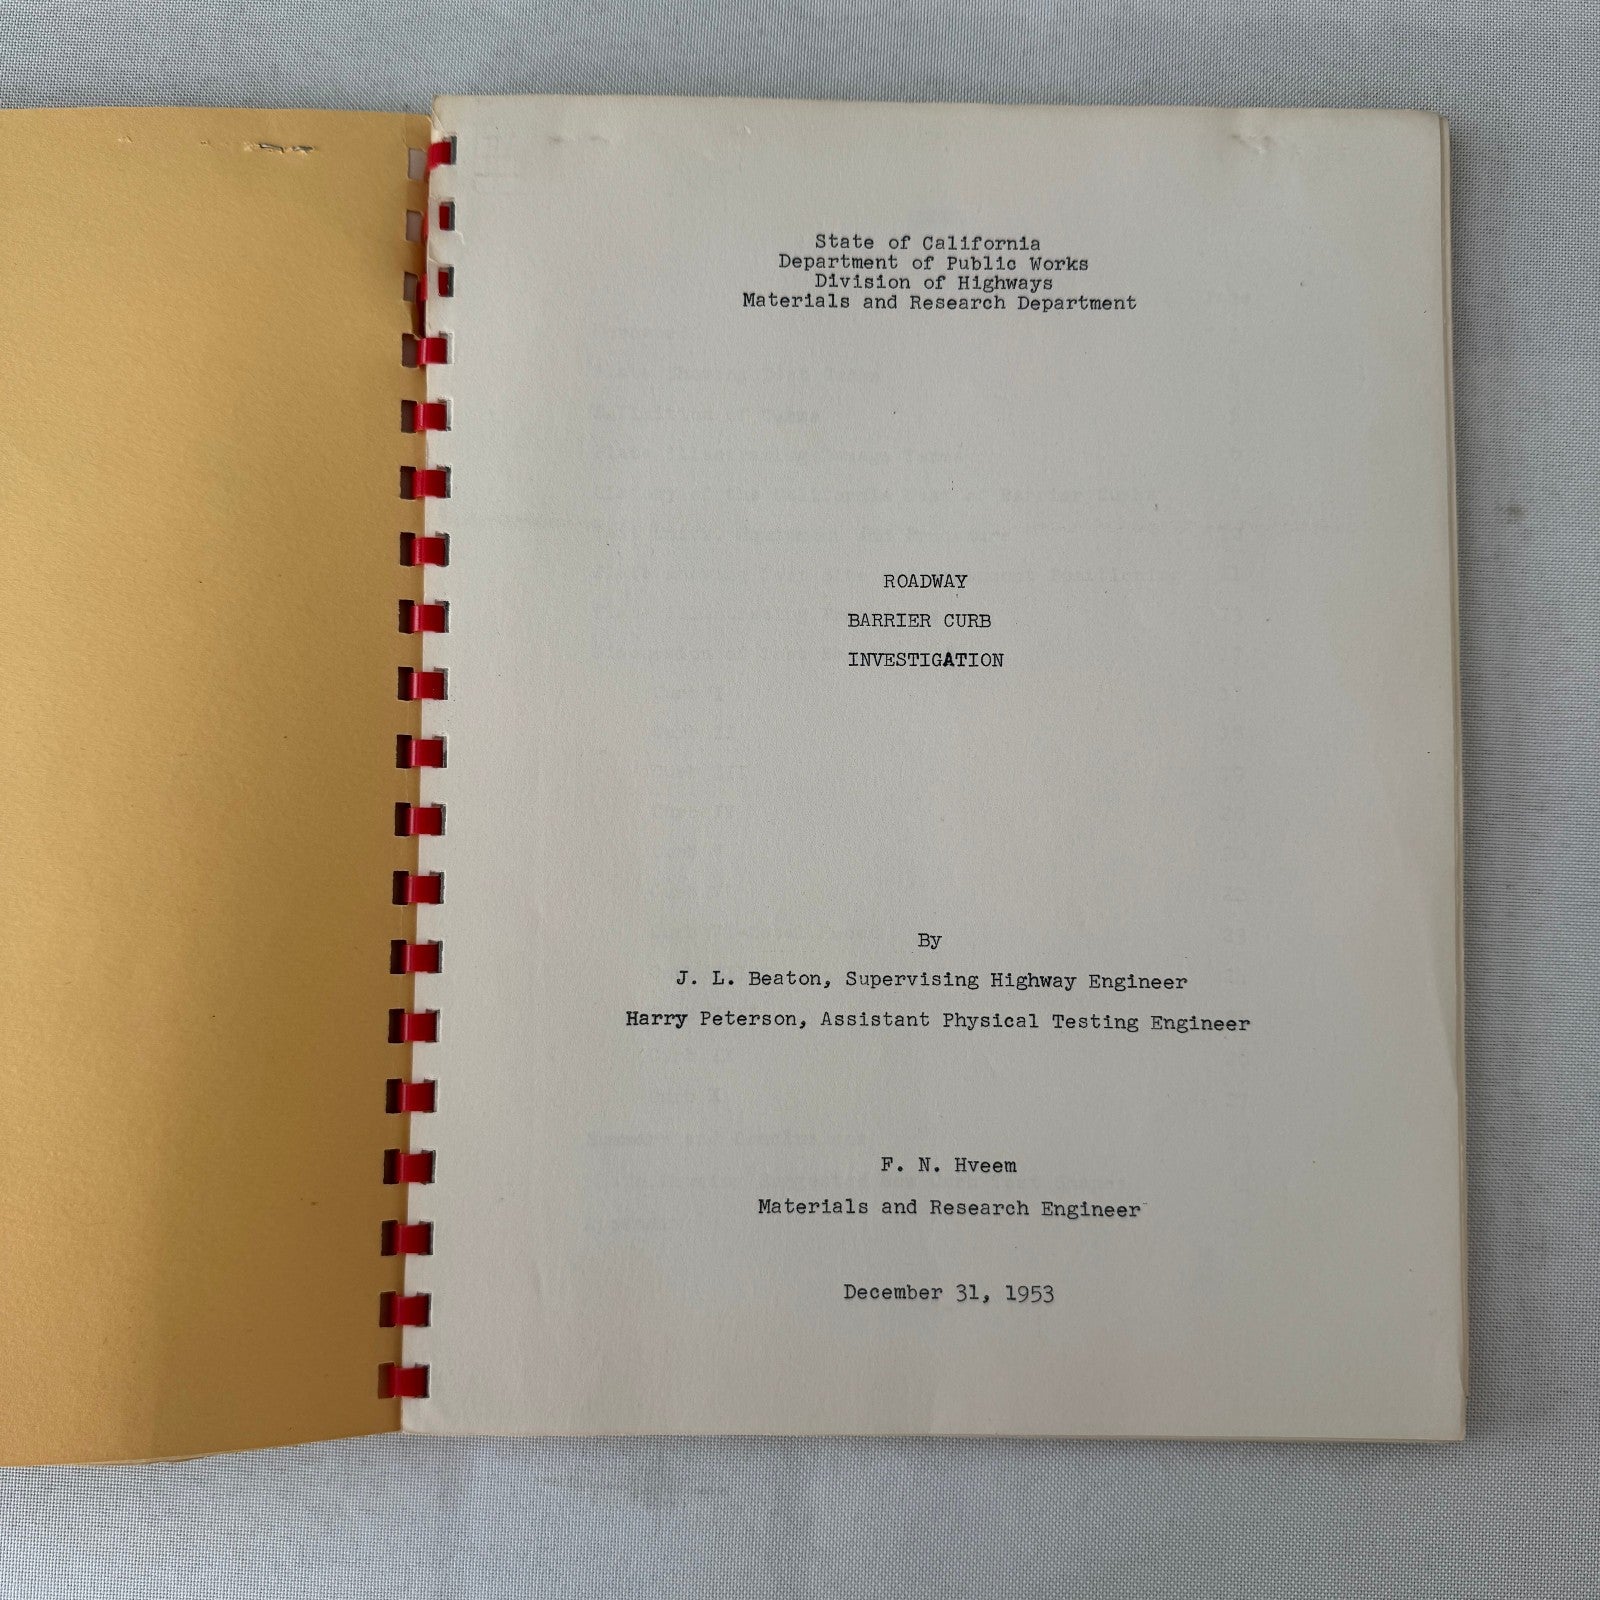 State of California
Department of Public Works
Division of Highways
Materials and Research Department
ROADWAY
BARRIER CURB
INVESTIGATION
By
J. L. Beaton, Supervising Highway Engineer
Harry Peterson, Assistant Physical Testing Engineer
F. N. Hveem
Materials and Research Engineer
December 31, 1953